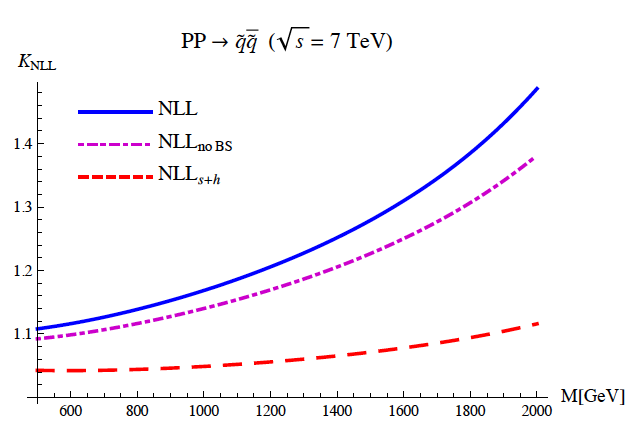 PP → q̃q̃̅ (√s = 7 TeV)
K_NLL
NLL
NLL_no BS
NLL_s+h
1.4
1.3
1.2
1.1
600 800 1000 1200 1400 1600 1800 2000 M[GeV]